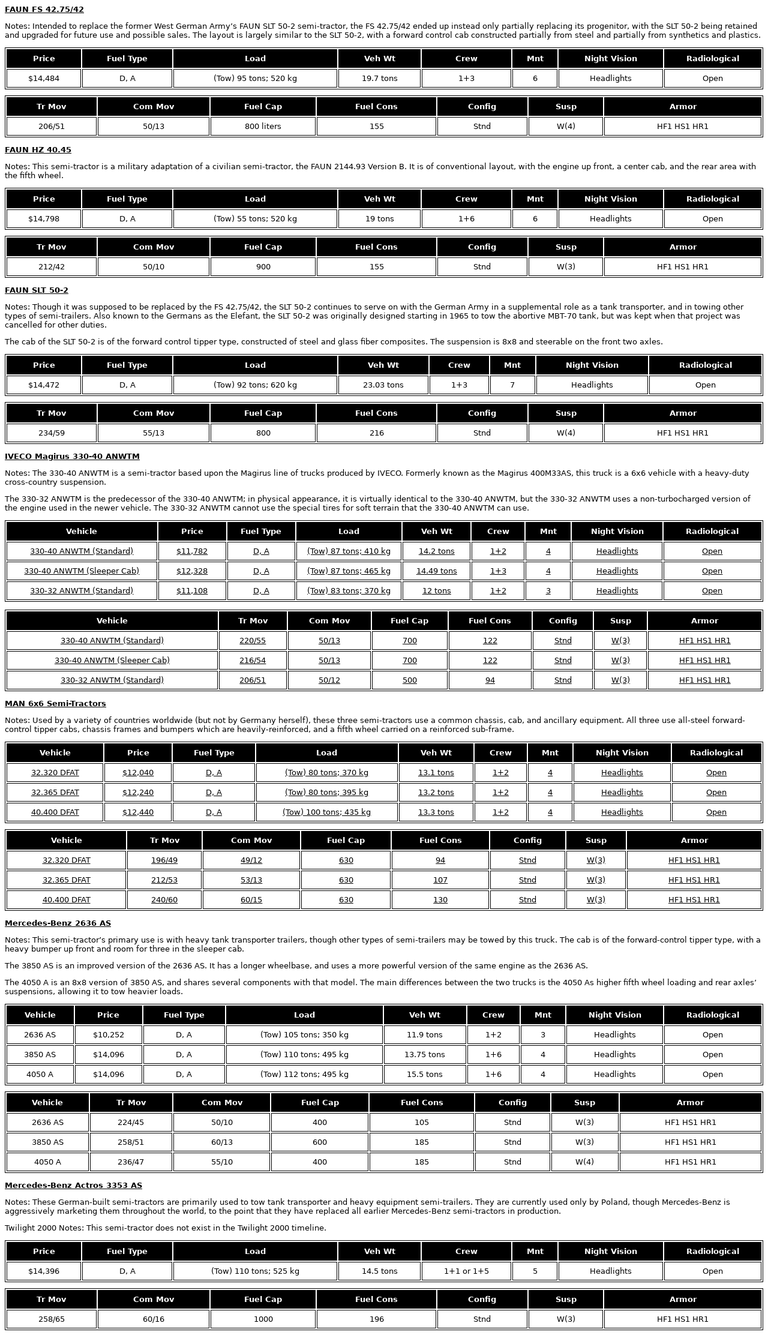 FAUN FS 42.75/42
Notes: Intended to replace the former West German Army's FAUN SLT 50-2 semi-tractor, the FS 42.75/42 ended up instead only partially replacing its progenitor, with the SLT 50-2 being retained
and upgraded for future use and possible sales. The layout is largely similar to the SLT 50-2, with a forward control cab constructed partially from steel and partially from synthetics and plastics.
Price Fuel Type Load Veh Wt Crew Mnt Night Vision Radiological
$14,484 D, A (Tow) 95 tons; 520 kg 19.7 tons 1+3 6 Headlights Open
Tr Mov Com Mov Fuel Cap Fuel Cons Config Susp Armor
206/51 50/13 800 liters 155 Stnd W(4) HF1 HS1 HR1
FAUN HZ 40.45
Notes: This semi-tractor is a military adaptation of a civilian semi-tractor, the FAUN 2144.93 Version B. It is of conventional layout, with the engine up front, a center cab, and the rear area with
the fifth wheel.
Price Fuel Type Load Veh Wt Crew Mnt Night Vision Radiological
$14,798 D, A (Tow) 55 tons; 520 kg 19 tons 1+6 6 Headlights Open
Tr Mov Com Mov Fuel Cap Fuel Cons Config Susp Armor
212/42 50/10 900 155 Stnd W(3) HF1 HS1 HR1
FAUN SLT 50-2
Notes: Though it was supposed to be replaced by the FS 42.75/42, the SLT 50-2 continues to serve on with the German Army in a supplemental role as a tank transporter, and in towing other
types of semi-trailers. Also known to the Germans as the Elefant, the SLT 50-2 was originally designed starting in 1965 to tow the abortive MBT-70 tank, but was kept when that project was
cancelled for other duties.
The cab of the SLT 50-2 is of the forward control tipper type, constructed of steel and glass fiber composites. The suspension is 8x8 and steerable on the front two axles.
Price Fuel Type Load Veh Wt Crew Mnt Night Vision Radiological
$14,472 D, A (Tow) 92 tons; 620 kg 23.03 tons 1+3 7 Headlights Open
Tr Mov Com Mov Fuel Cap Fuel Cons Config Susp Armor
234/59 55/13 800 216 Stnd W(4) HF1 HS1 HR1
IVECO Magirus 330-40 ANWTM
Notes: The 330-40 ANWTM is a semi-tractor based upon the Magirus line of trucks produced by IVECO. Formerly known as the Magirus 400M33AS, this truck is a 6x6 vehicle with a heavy-duty
cross-country suspension.
The 330-32 ANWTM is the predecessor of the 330-40 ANWTM; in physical appearance, it is virtually identical to the 330-40 ANWTM, but the 330-32 ANWTM uses a non-turbocharged version of
the engine used in the newer vehicle. The 330-32 ANWTM cannot use the special tires for soft terrain that the 330-40 ANWTM can use.
Vehicle Price Fuel Type Load Veh Wt Crew Mnt Night Vision Radiological
330-40 ANWTM (Standard) $11,782 D, A (Tow) 87 tons; 410 kg 14.2 tons 1+2 4 Headlights Open
330-40 ANWTM (Sleeper Cab) $12,328 D, A (Tow) 87 tons; 465 kg 14.49 tons 1+3 4 Headlights Open
330-32 ANWTM (Standard) $11,108 D, A (Tow) 83 tons; 370 kg 12 tons 1+2 3 Headlights Open
Vehicle Tr Mov Com Mov Fuel Cap Fuel Cons Config Susp Armor
330-40 ANWTM (Standard) 220/55 50/13 700 122 Stnd W(3) HF1 HS1 HR1
330-40 ANWTM (Sleeper Cab) 216/54 50/13 700 122 Stnd W(3) HF1 HS1 HR1
330-32 ANWTM (Standard) 206/51 50/12 500 94 Stnd W(3) HF1 HS1 HR1
MAN 6x6 Semi-Tractors
Notes: Used by a variety of countries worldwide (but not by Germany herself), these three semi-tractors use a common chassis, cab, and ancillary equipment. All three use all-steel forward-
control tipper cabs, chassis frames and bumpers which are heavily-reinforced, and a fifth wheel carried on a reinforced sub-frame.
Vehicle Price Fuel Type Load Veh Wt Crew Mnt Night Vision Radiological
32.320 DFAT $12,040 D, A (Tow) 80 tons; 370 kg 13.1 tons 1+2 4 Headlights Open
32.365 DFAT $12,240 D, A (Tow) 80 tons; 395 kg 13.2 tons 1+2 4 Headlights Open
40.400 DFAT $12,440 D, A (Tow) 100 tons; 435 kg 13.3 tons 1+2 4 Headlights Open
Vehicle Tr Mov Com Mov Fuel Cap Fuel Cons Config Susp Armor
32.320 DFAT 196/49 49/12 630 94 Stnd W(3) HF1 HS1 HR1
32.365 DFAT 212/53 53/13 630 107 Stnd W(3) HF1 HS1 HR1
40.400 DFAT 240/60 60/15 630 130 Stnd W(3) HF1 HS1 HR1
Mercedes-Benz 2636 AS
Notes: This semi-tractor's primary use is with heavy tank transporter trailers, though other types of semi-trailers may be towed by this truck. The cab is of the forward-control tipper type, with a
heavy bumper up front and room for three in the sleeper cab.
The 3850 AS is an improved version of the 2636 AS. It has a longer wheelbase, and uses a more powerful version of the same engine as the 2636 AS.
The 4050 A is an 8x8 version of 3850 AS, and shares several components with that model. The main differences between the two trucks is the 4050 As higher fifth wheel loading and rear axles'
suspensions, allowing it to tow heavier loads.
Vehicle Price Fuel Type Load Veh Wt Crew Mnt Night Vision Radiological
2636 AS $10,252 D, A (Tow) 105 tons; 350 kg 11.9 tons 1+2 3 Headlights Open
3850 AS $14,096 D, A (Tow) 110 tons; 495 kg 13.75 tons 1+6 4 Headlights Open
4050 A $14,096 D, A (Tow) 112 tons; 495 kg 15.5 tons 1+6 4 Headlights Open
Vehicle Tr Mov Com Mov Fuel Cap Fuel Cons Config Susp Armor
2636 AS 224/45 50/10 400 105 Stnd W(3) HF1 HS1 HR1
3850 AS 258/51 60/13 600 185 Stnd W(3) HF1 HS1 HR1
4050 A 236/47 55/10 400 185 Stnd W(4) HF1 HS1 HR1
Mercedes-Benz Actros 3353 AS
Notes: These German-built semi-tractors are primarily used to tow tank transporter and heavy equipment semi-trailers. They are currently used only by Poland, though Mercedes-Benz is
aggressively marketing them throughout the world, to the point that they have replaced all earlier Mercedes-Benz semi-tractors in production.
Twilight 2000 Notes: This semi-tractor does not exist in the Twilight 2000 timeline.
Price Fuel Type Load Veh Wt Crew Mnt Night Vision Radiological
$14,396 D, A (Tow) 110 tons; 525 kg 14.5 tons 1+1 or 1+5 5 Headlights Open
Tr Mov Com Mov Fuel Cap Fuel Cons Config Susp Armor
258/65 60/16 1000 196 Stnd W(3) HF1 HS1 HR1